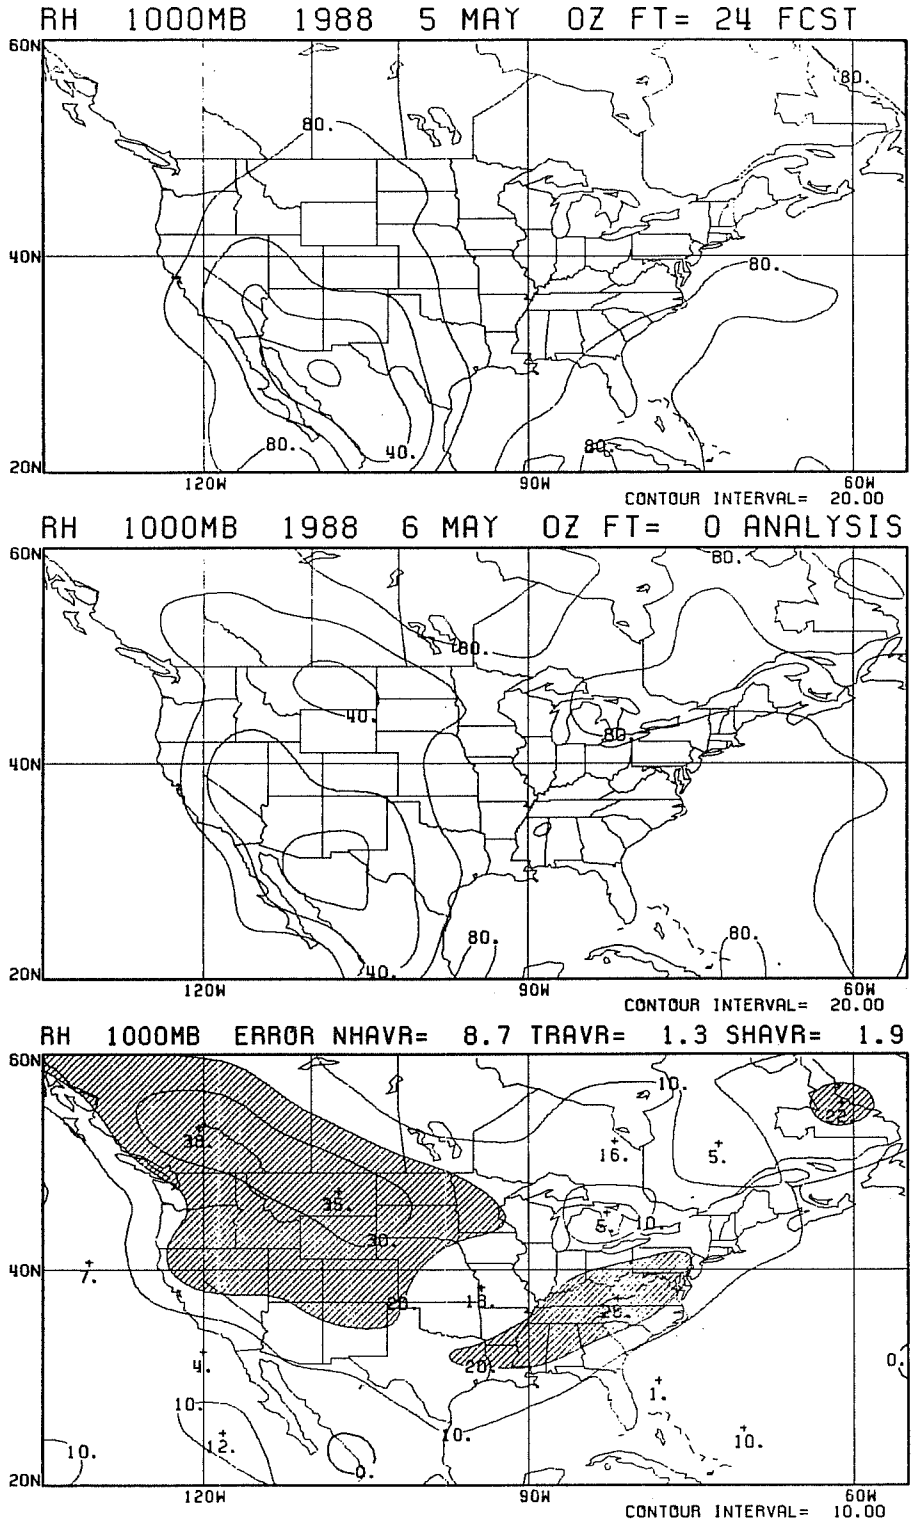 RH 1000MB 1988 5 MAY 0Z FT= 24 FCST
60N
80.
80.
40N
80.
80.
40.
80.
20N
120W 90W 60W
CONTOUR INTERVAL= 20.00
RH 1000MB 1988 6 MAY 0Z FT= 0 ANALYSIS
60N
80.
80.
40.
80.
40N
80.
80.
40.
20N
120W 90W 60W
CONTOUR INTERVAL= 20.00
RH 1000MB ERROR NHAVR= 8.7 TRAVR= 1.3 SHAVR= 1.9
60N
10.
22.
38.
16.
5.
35.
5.
10.
30.
40N
7.
20.
18.
28.
4.
20.
0.
1.
10.
10.
12.
10.
10.
0.
20N
120W 90W 60W
CONTOUR INTERVAL= 10.00